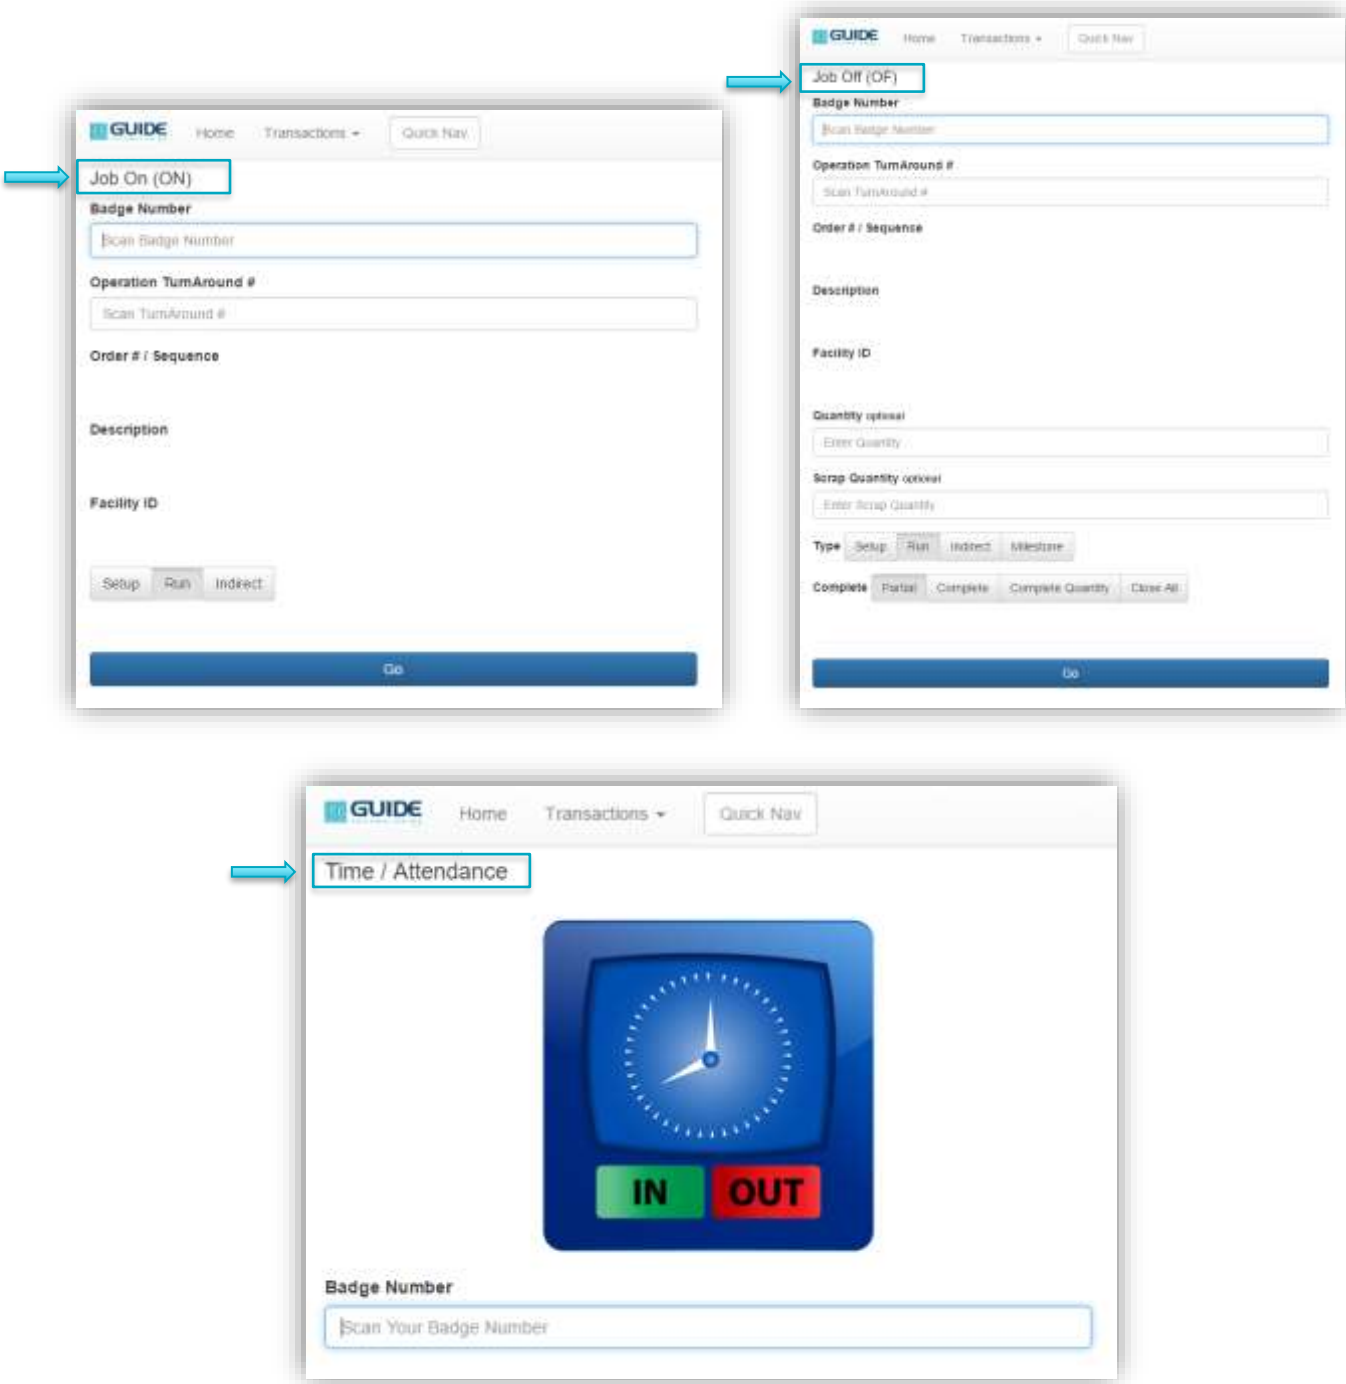 GUIDE Home Transactions Quick Nav
Job On (ON)
Badge Number
Scan Badge Number
Operation TurnAround #
Scan TurnAround #
Order # / Sequence
Description
Facility ID
Setup Run Indirect
Go
GUIDE Home Transactions Quick Nav
Job Off (OF)
Badge Number
Scan Badge Number
Operation TurnAround #
Scan TurnAround #
Order # / Sequence
Description
Facility ID
Quantity optional
Enter Quantity
Scrap Quantity optional
Enter Scrap Quantity
Type Setup Run Indirect Milestone
Complete Partial Complete Complete Quantity Close All
Go
GUIDE Home Transactions Quick Nav
Time / Attendance
IN OUT
Badge Number
Scan Your Badge Number